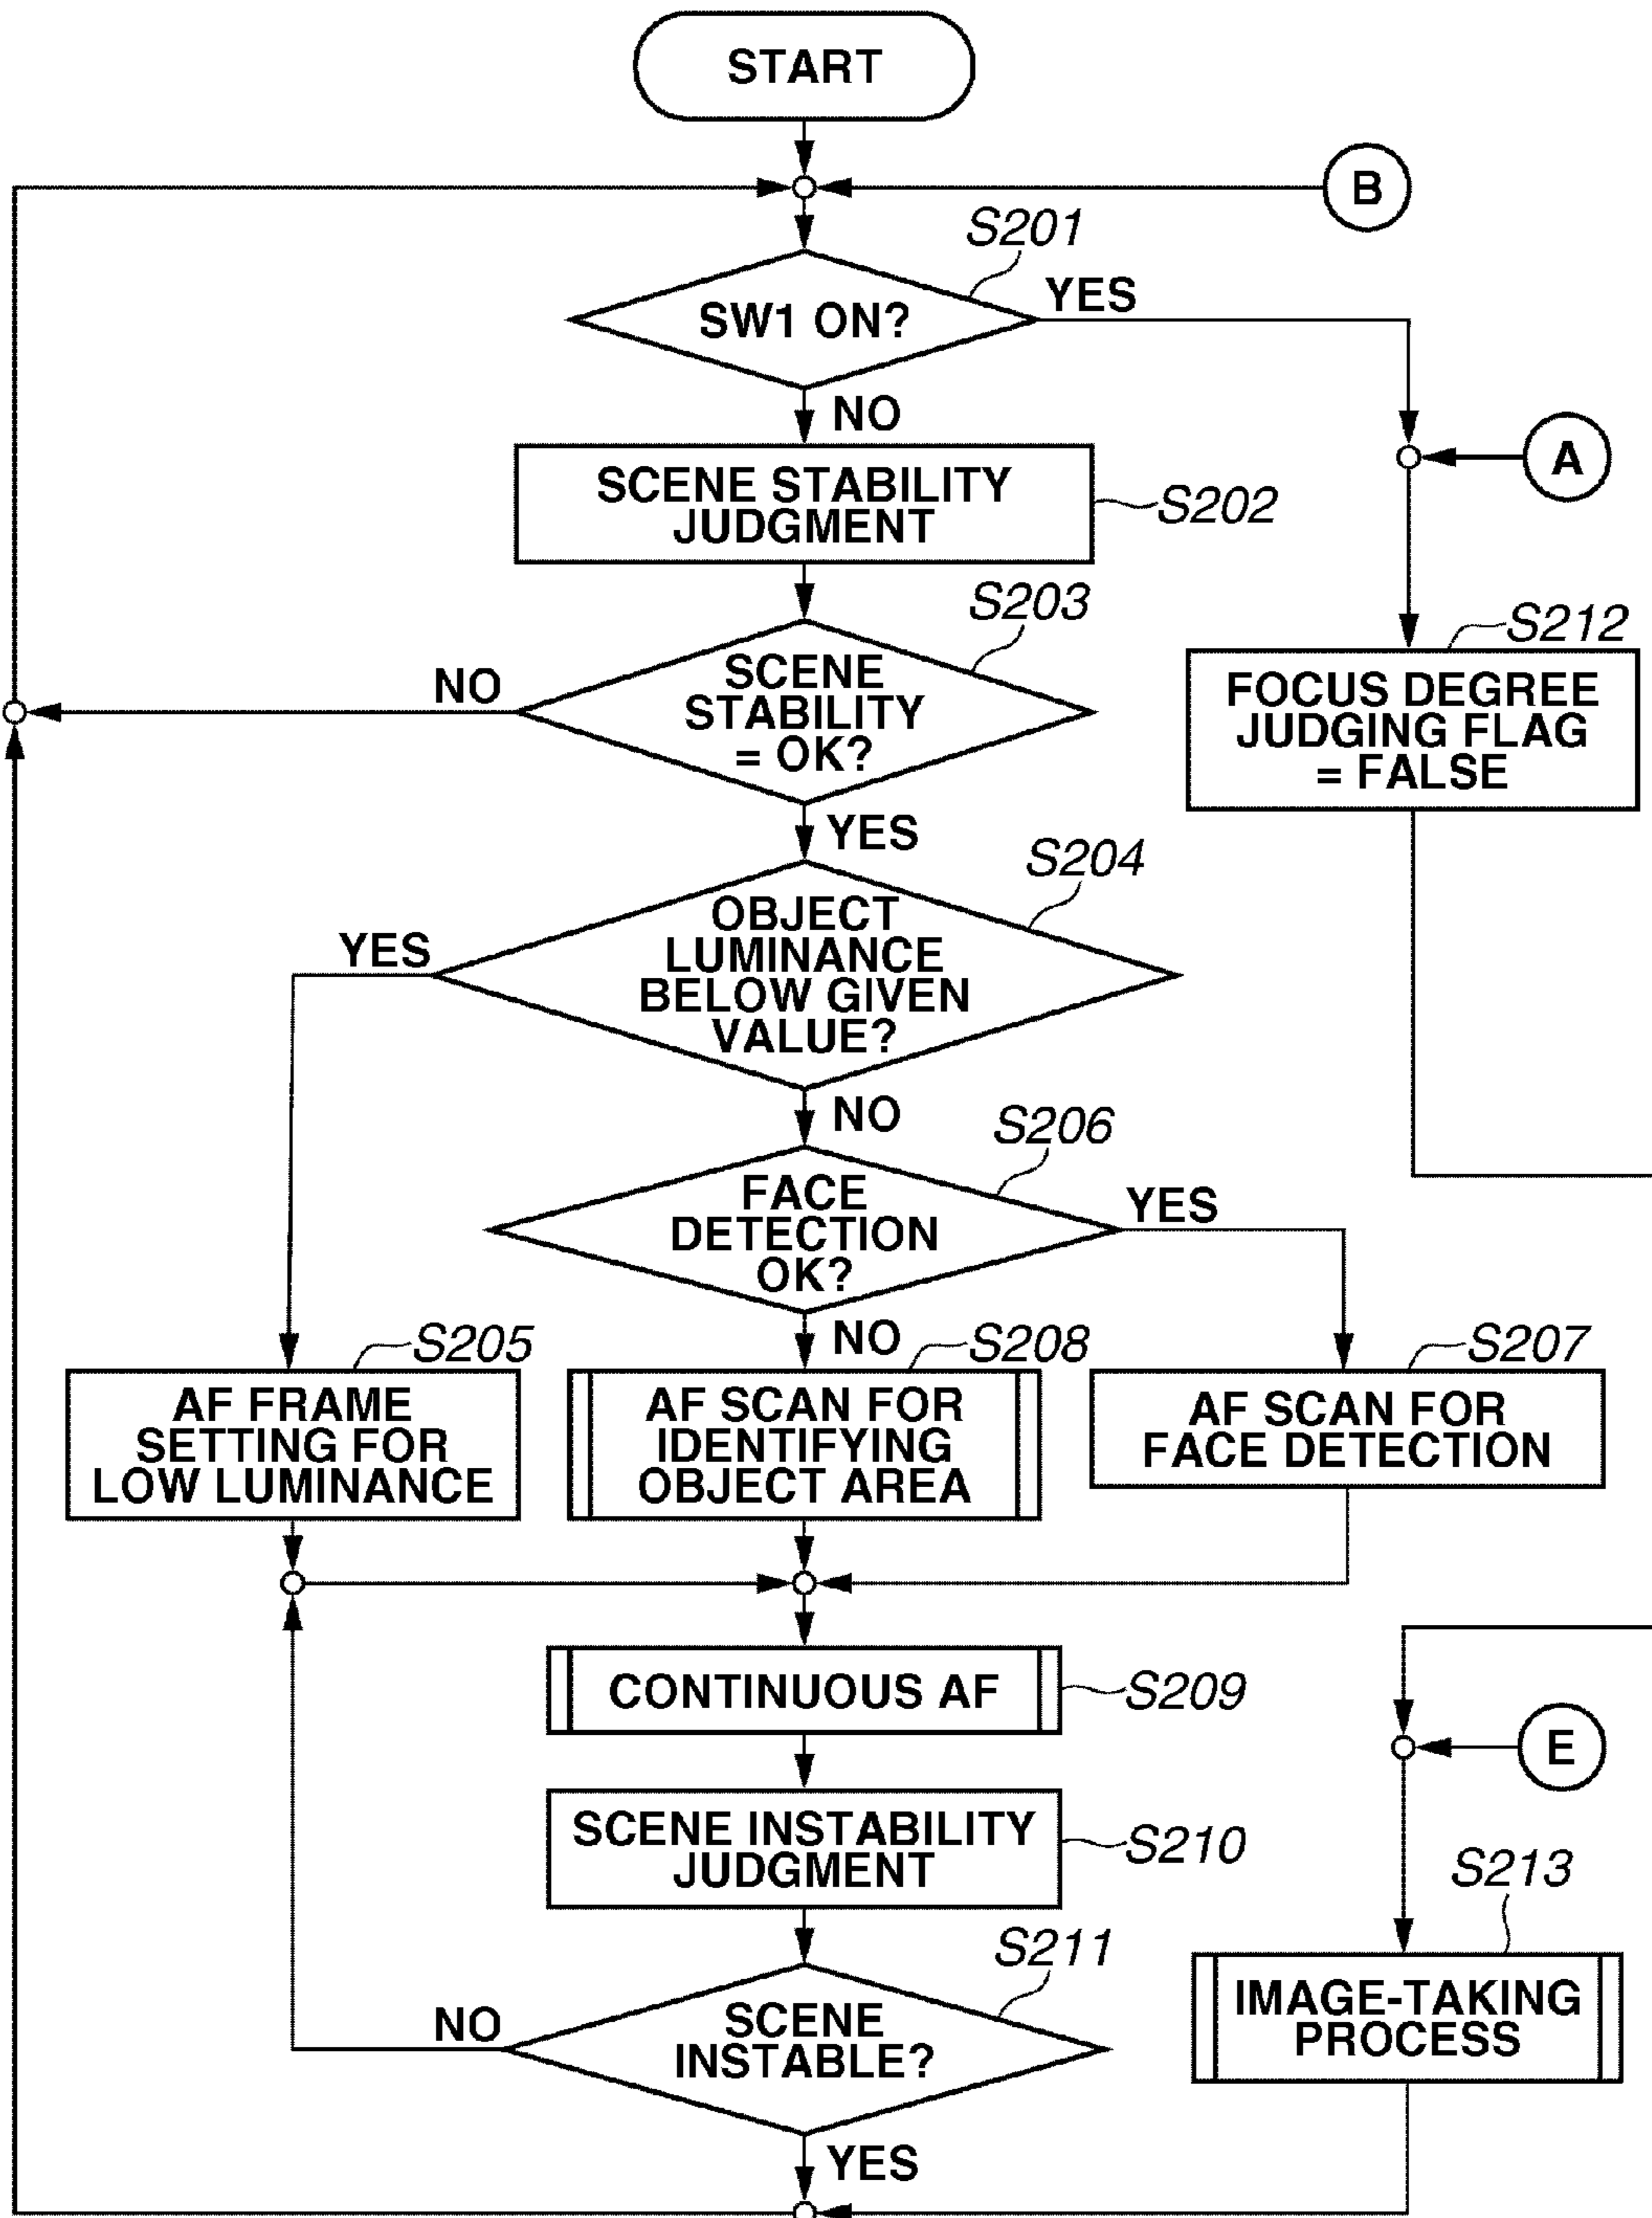 START
B
S201
SW1 ON?
YES
NO
A
SCENE STABILITY
JUDGMENT
S202
S203
SCENE
STABILITY
= OK?
NO
YES
S212
FOCUS DEGREE
JUDGING FLAG
= FALSE
S204
OBJECT
LUMINANCE
BELOW GIVEN
VALUE?
YES
NO
S206
FACE
DETECTION
OK?
YES
NO
S205
AF FRAME
SETTING FOR
LOW LUMINANCE
S208
AF SCAN FOR
IDENTIFYING
OBJECT AREA
S207
AF SCAN FOR
FACE DETECTION
CONTINUOUS AF
S209
E
SCENE INSTABILITY
JUDGMENT
S210
S213
IMAGE-TAKING
PROCESS
S211
SCENE
INSTABLE?
NO
YES